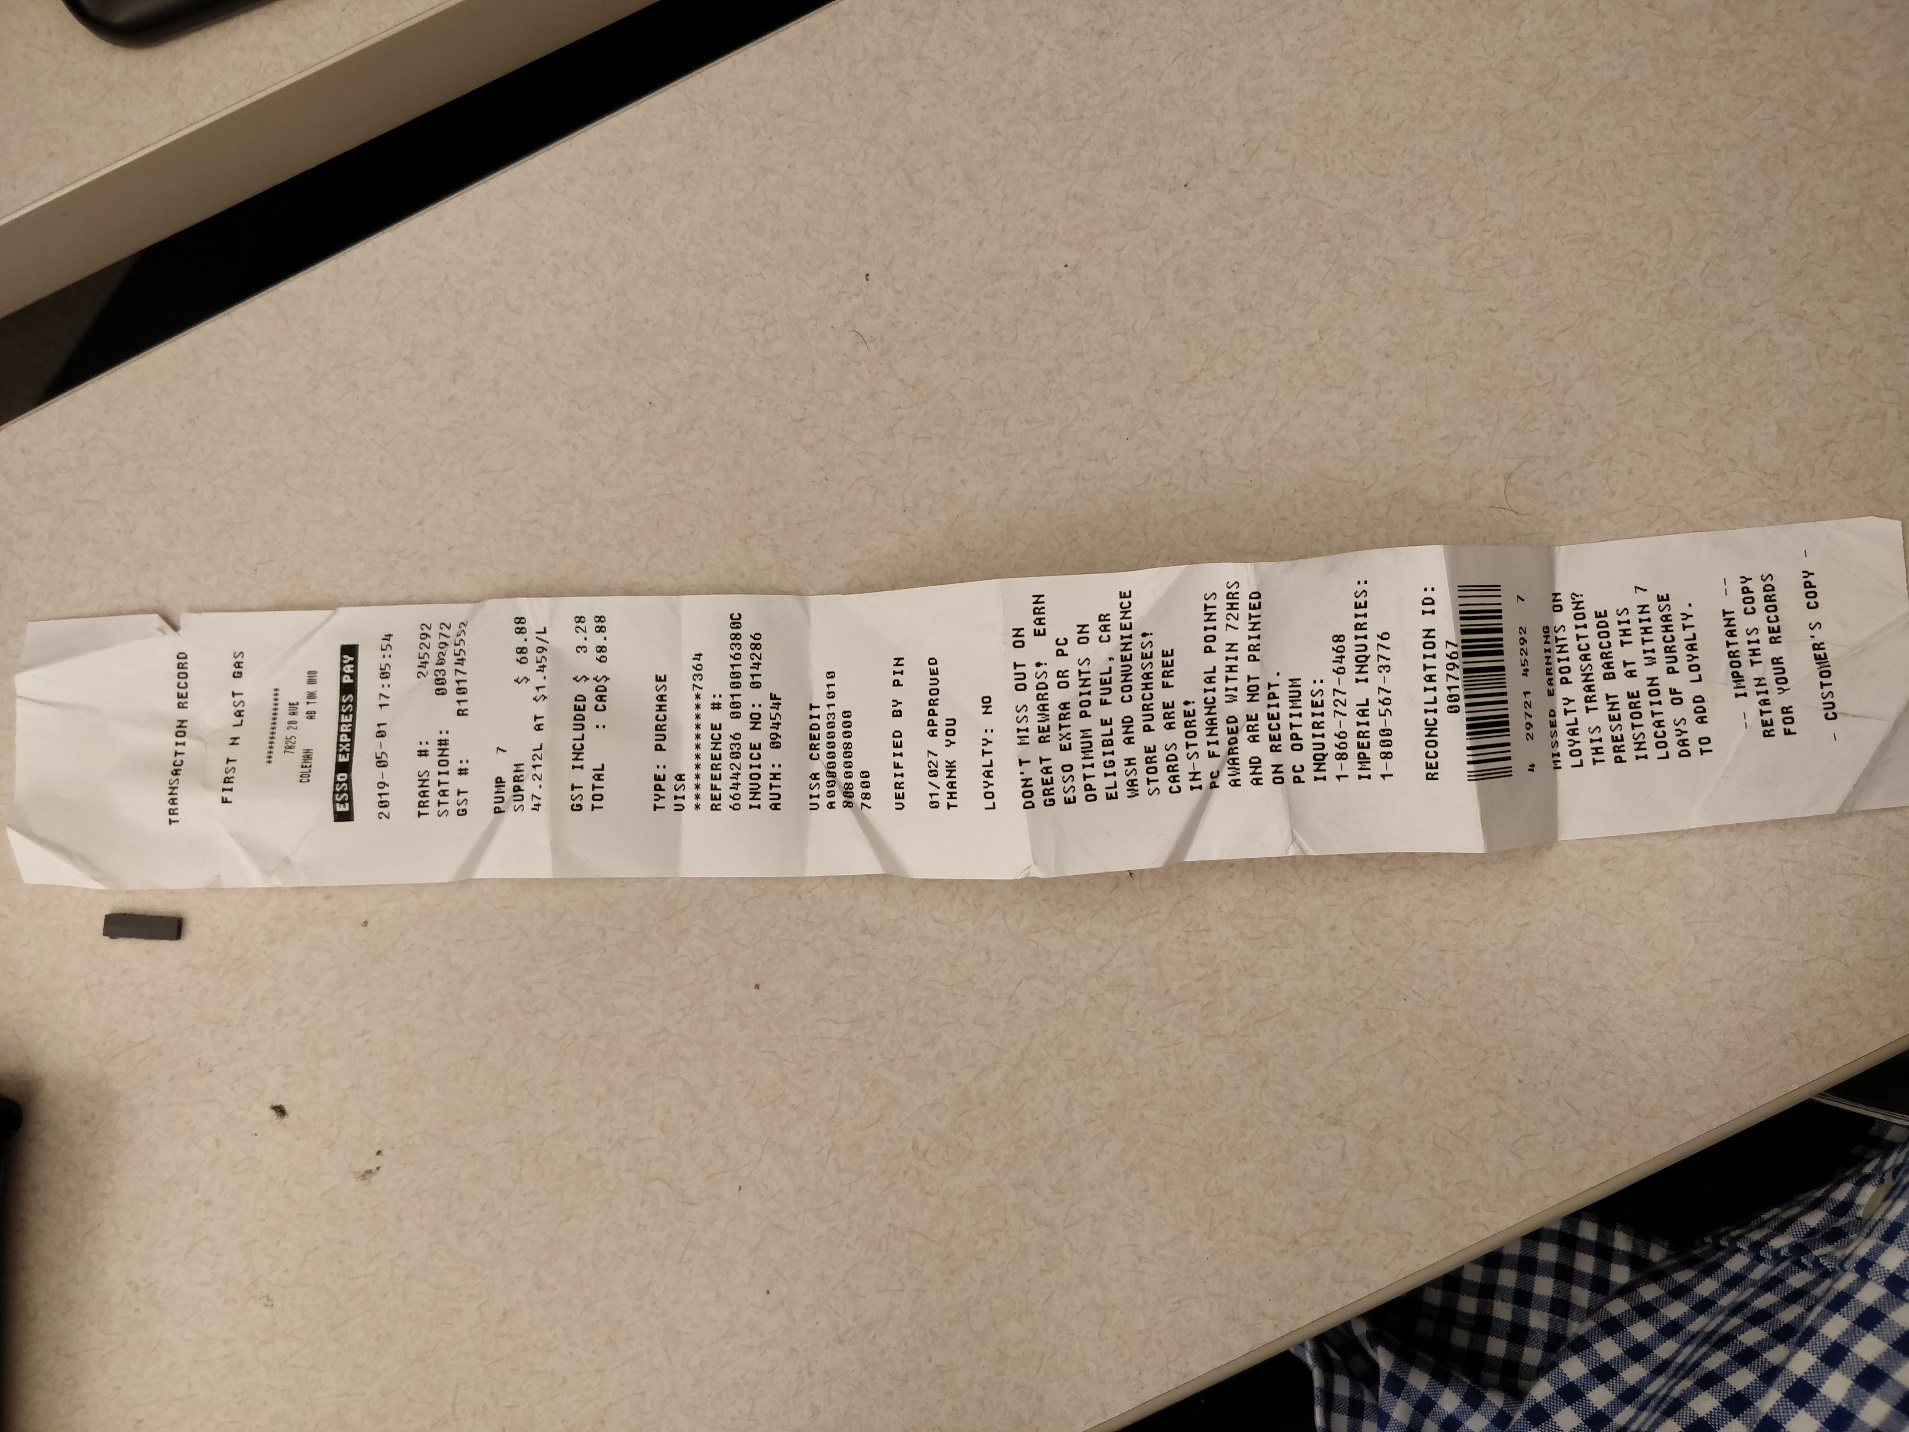 TRANSACTION RECORD
FIRST N LAST GAS
****************
7825 20 AVE
COLEMAN AB T0K 0M0
ESSO EXPRESS PAY
2019-05-01 17:05:54
TRANS #: 245292
STATION#: 00302972
GST #: R101745552
PUMP 7
SUPRM $ 68.88
47.212L AT $1.459/L
GST INCLUDED $ 3.28
TOTAL : CAD$ 68.88
TYPE: PURCHASE
VISA
************7364
REFERENCE #:
66442036 0010016380C
INVOICE NO: 014286
AUTH: 09454F
VISA CREDIT
A0000000031010
8080008000
7800
VERIFIED BY PIN
01/027 APPROVED
THANK YOU
LOYALTY: NO
DON'T MISS OUT ON
GREAT REWARDS! EARN
ESSO EXTRA OR PC
OPTIMUM POINTS ON
ELIGIBLE FUEL, CAR
WASH AND CONVENIENCE
STORE PURCHASES!
CARDS ARE FREE
IN-STORE!
PC FINANCIAL POINTS
AWARDED WITHIN 72HRS
AND ARE NOT PRINTED
ON RECEIPT.
PC OPTIMUM
INQUIRIES:
1-866-727-6468
IMPERIAL INQUIRIES:
1-800-567-3776
RECONCILIATION ID:
0017967
4 29721 45292 7
MISSED EARNING
LOYALTY POINTS ON
THIS TRANSACTION?
PRESENT BARCODE
INSTORE AT THIS
LOCATION WITHIN 7
DAYS OF PURCHASE
TO ADD LOYALTY.
-- IMPORTANT --
RETAIN THIS COPY
FOR YOUR RECORDS
- CUSTOMER'S COPY -